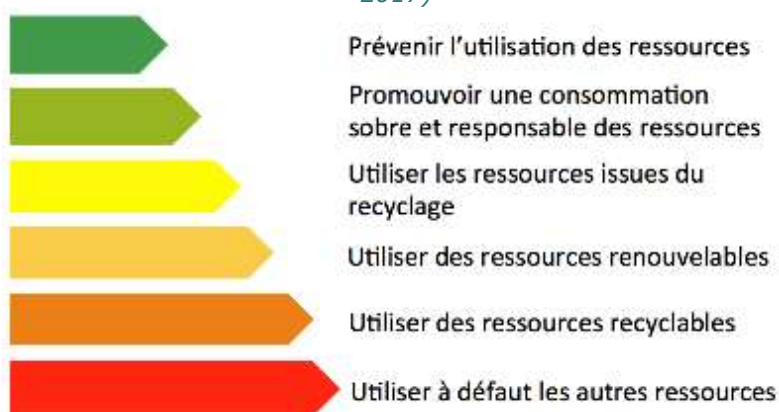 2017)
Prévenir l'utilisation des ressources
Promouvoir une consommation
sobre et responsable des ressources
Utiliser les ressources issues du
recyclage
Utiliser des ressources renouvelables
Utiliser des ressources recyclables
Utiliser à défaut les autres ressources